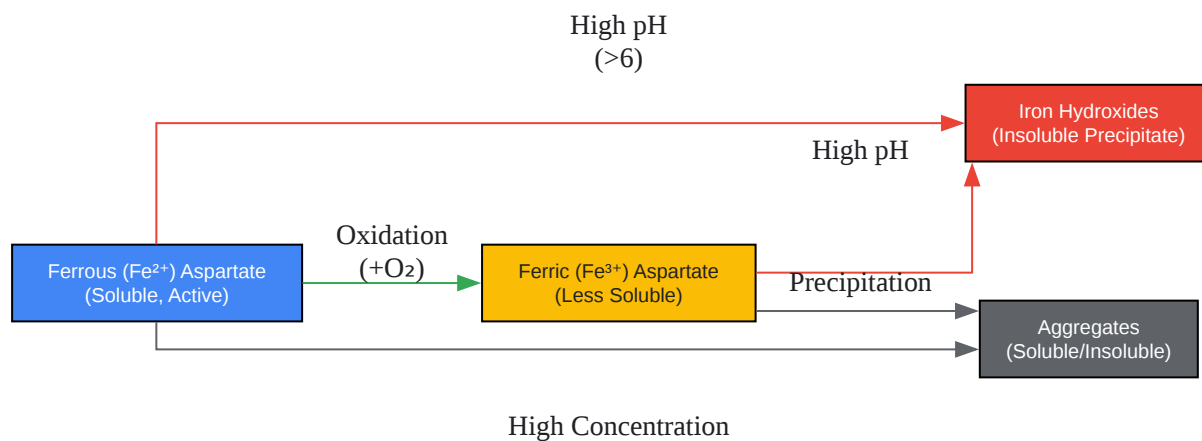 High pH
(>6)
Iron Hydroxides
(Insoluble Precipitate)
High pH
Oxidation
(+O₂)
Ferrous (Fe²⁺) Aspartate
(Soluble, Active)
Ferric (Fe³⁺) Aspartate
(Less Soluble)
Precipitation
Aggregates
(Soluble/Insoluble)
High Concentration